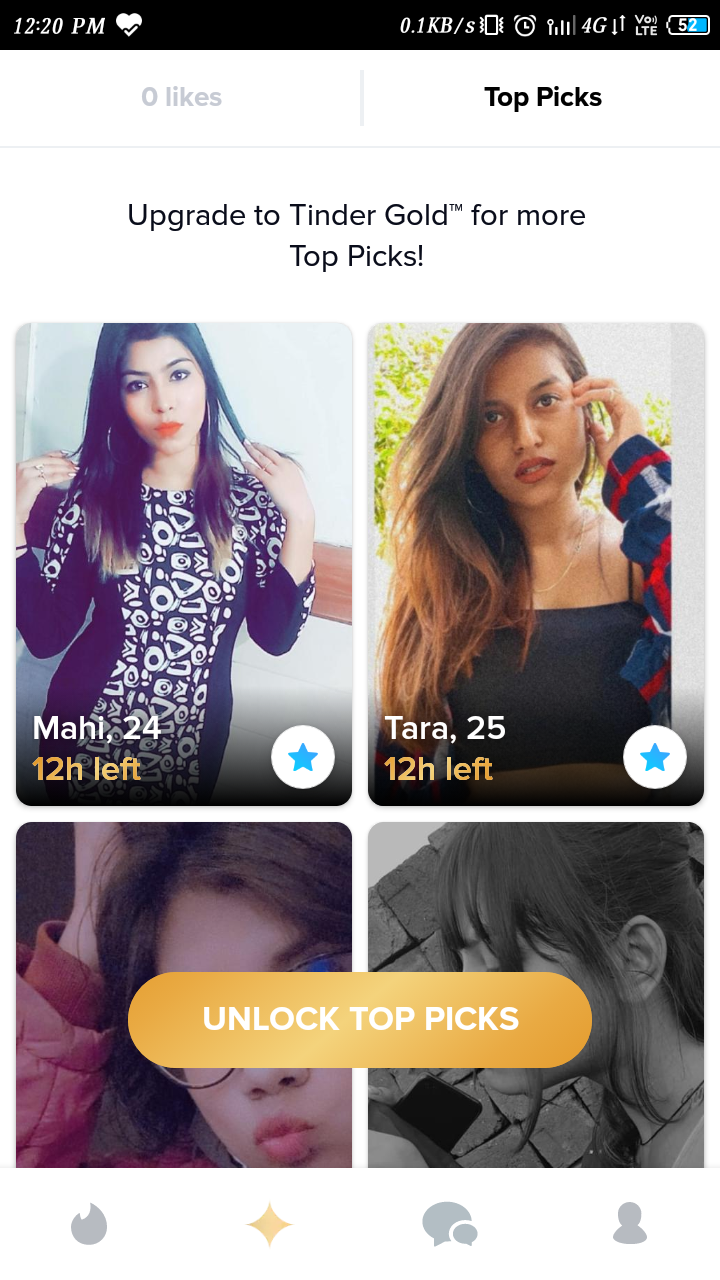 12:20 PM
0.1KB/s 4G Vo)) LTE 52
0 likes
Top Picks
Upgrade to Tinder Gold™ for more
Top Picks!
Mahi, 24
12h left
Tara, 25
12h left
UNLOCK TOP PICKS